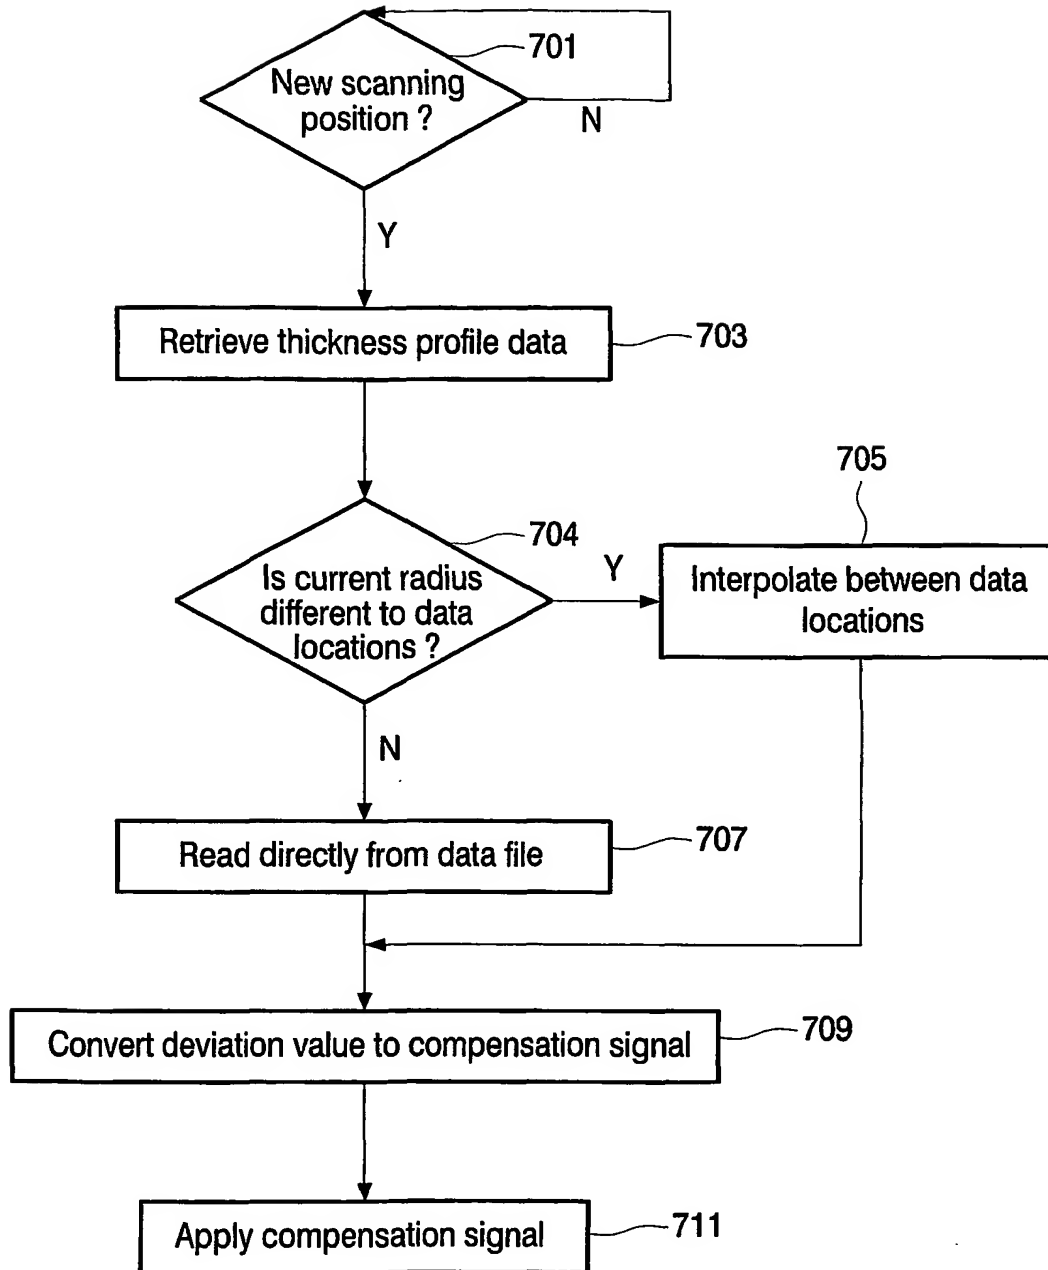 701
New scanning
position ?
N
Y
Retrieve thickness profile data
703
705
704
Is current radius
different to data
locations ?
Y
Interpolate between data
locations
N
Read directly from data file
707
Convert deviation value to compensation signal
709
Apply compensation signal
711